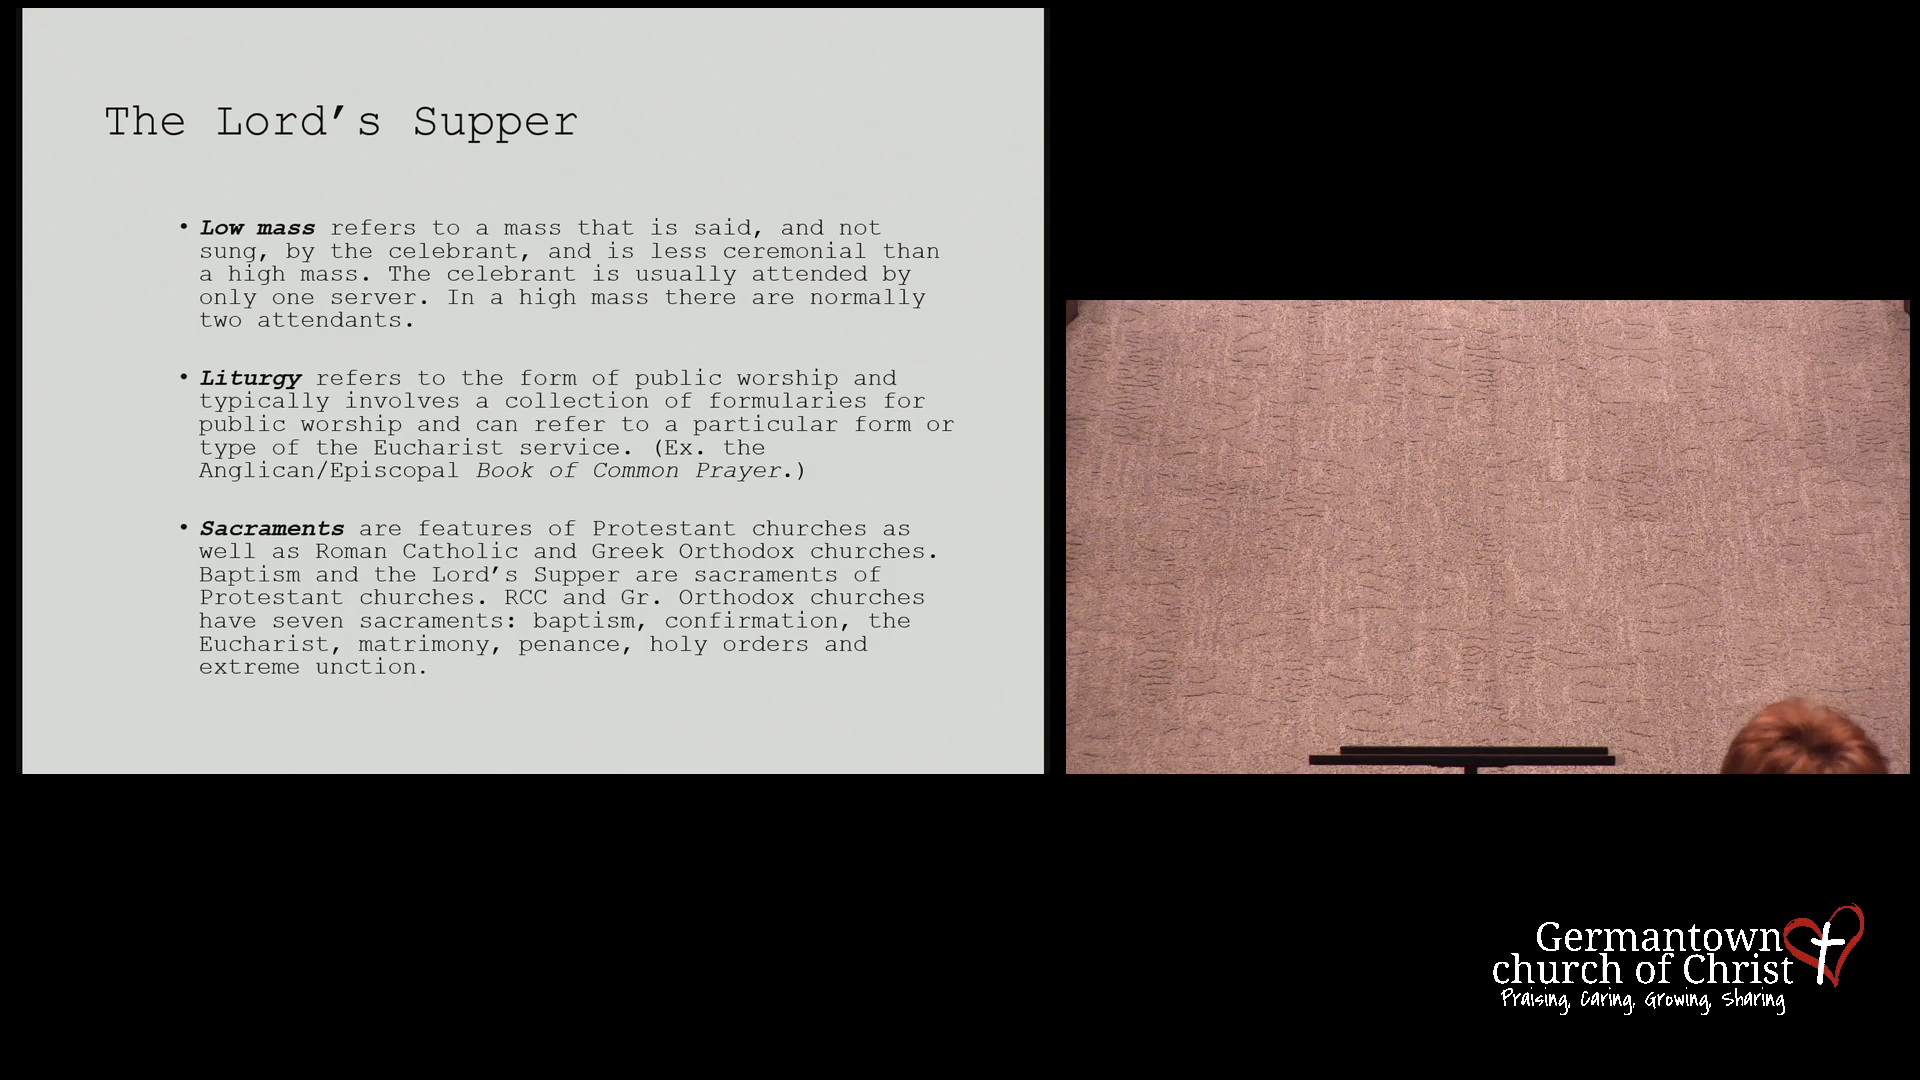 The Lord’s Supper
• Low mass refers to a mass that is said, and not
sung, by the celebrant, and is less ceremonial than
a high mass. The celebrant is usually attended by
only one server. In a high mass there are normally
two attendants.
• Liturgy refers to the form of public worship and
typically involves a collection of formularies for
public worship and can refer to a particular form or
type of the Eucharist service. (Ex. the
Anglican/Episcopal Book of Common Prayer.)
• Sacraments are features of Protestant churches as
well as Roman Catholic and Greek Orthodox churches.
Baptism and the Lord’s Supper are sacraments of
Protestant churches. RCC and Gr. Orthodox churches
have seven sacraments: baptism, confirmation, the
Eucharist, matrimony, penance, holy orders and
extreme unction.
Germantown
church of Christ
Praising, Caring, Growing, Sharing